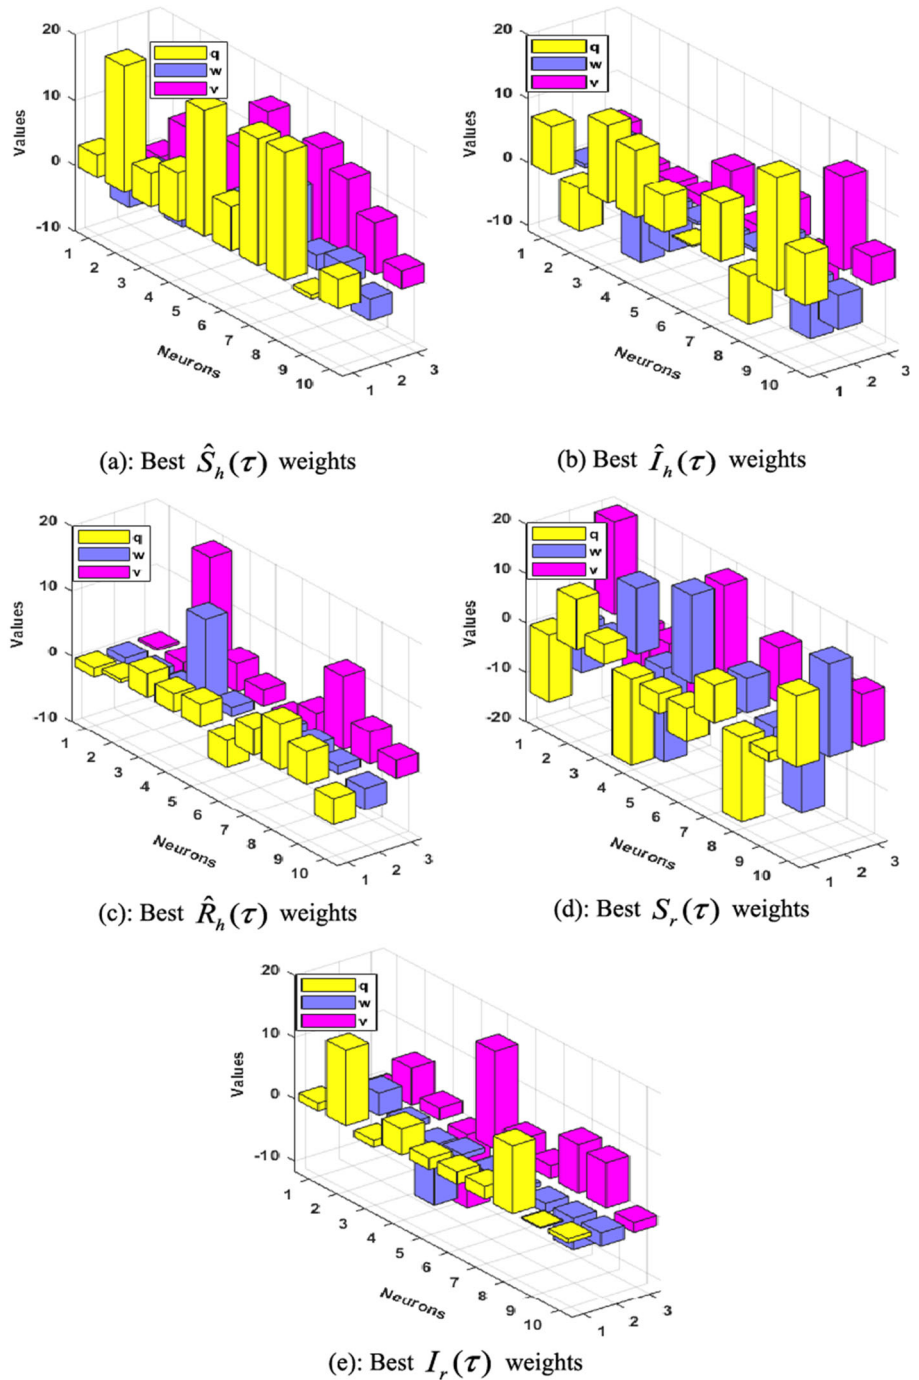 20
10
0
-10
Values
q
w
v
1
2
3
4
5
6
7
8
9
10
Neurons
1
2
3
(a): Best Ŝ_h(τ) weights
20
10
0
-10
Values
q
w
v
1
2
3
4
5
6
7
8
9
10
Neurons
1
2
3
(b) Best Î_h(τ) weights
20
10
0
-10
Values
q
w
v
1
2
3
4
5
6
7
8
9
10
Neurons
1
2
3
(c): Best R̂_h(τ) weights
20
10
0
-10
-20
Values
q
w
v
1
2
3
4
5
6
7
8
9
10
Neurons
1
2
3
(d): Best S_r(τ) weights
20
10
0
-10
Values
q
w
v
1
2
3
4
5
6
7
8
9
10
Neurons
1
2
3
(e): Best I_r(τ) weights